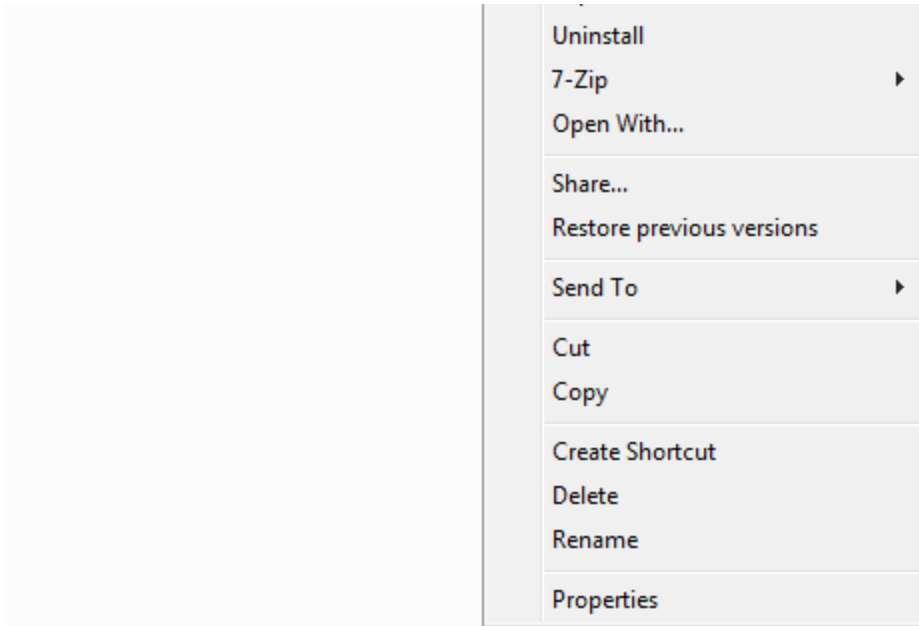 Uninstall
7-Zip
Open With...
Share...
Restore previous versions
Send To
Cut
Copy
Create Shortcut
Delete
Rename
Properties